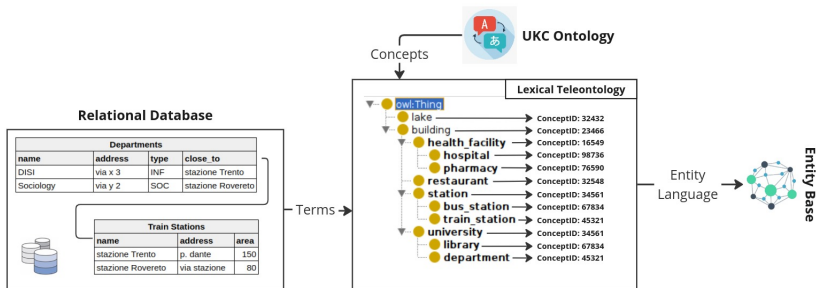 A
あ
UKC Ontology
Concepts
Relational Database
Departments
name address type close_to
DISI via x 3 INF stazione Trento
Sociology via y 2 SOC stazione Rovereto
Train Stations
name address area
stazione Trento p. dante 150
stazione Rovereto via stazione 80
Terms
Lexical Teleontology
owl:Thing
lake ConceptID: 32432
building ConceptID: 23466
health_facility ConceptID: 16549
hospital ConceptID: 98736
pharmacy ConceptID: 76590
restaurant ConceptID: 32548
station ConceptID: 34561
bus_station ConceptID: 67834
train_station ConceptID: 45321
university ConceptID: 34561
library ConceptID: 67834
department ConceptID: 45321
Entity
Language
Entity Base